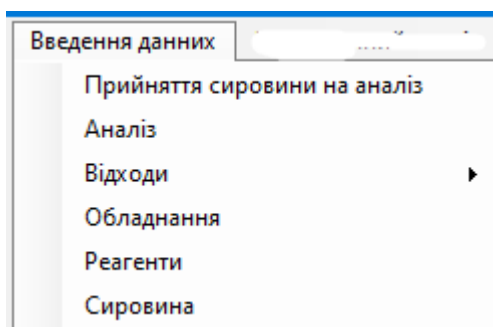 Введення данних
Прийняття сировини на аналіз
Аналіз
Відходи
Обладнання
Реагенти
Сировина